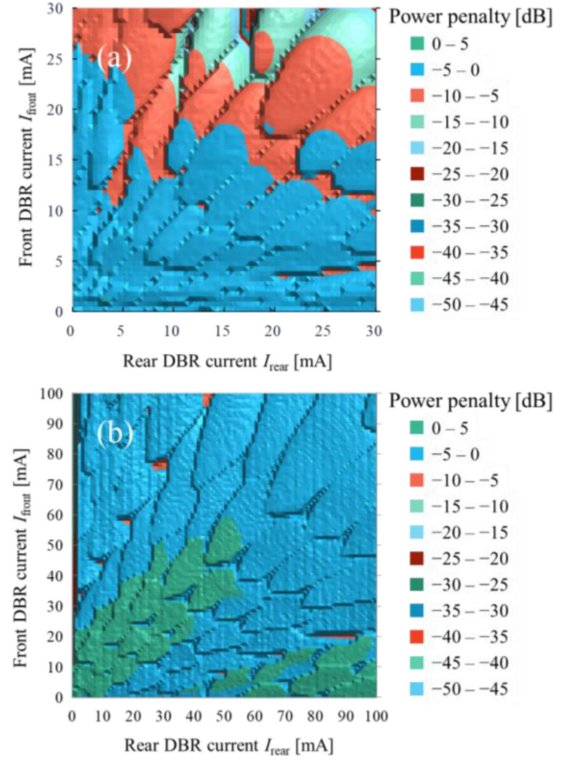 Power penalty [dB]
(a)
Front DBR current Ifront [mA]
30
25
20
15
10
5
0
0 5 10 15 20 25 30
Rear DBR current Irear [mA]
0 – 5
−5 – 0
−10 – −5
−15 – −10
−20 – −15
−25 – −20
−30 – −25
−35 – −30
−40 – −35
−45 – −40
−50 – −45
Power penalty [dB]
(b)
Front DBR current Ifront [mA]
100
90
80
70
60
50
40
30
20
10
0
0 10 20 30 40 50 60 70 80 90 100
Rear DBR current Irear [mA]
0 – 5
−5 – 0
−10 – −5
−15 – −10
−20 – −15
−25 – −20
−30 – −25
−35 – −30
−40 – −35
−45 – −40
−50 – −45